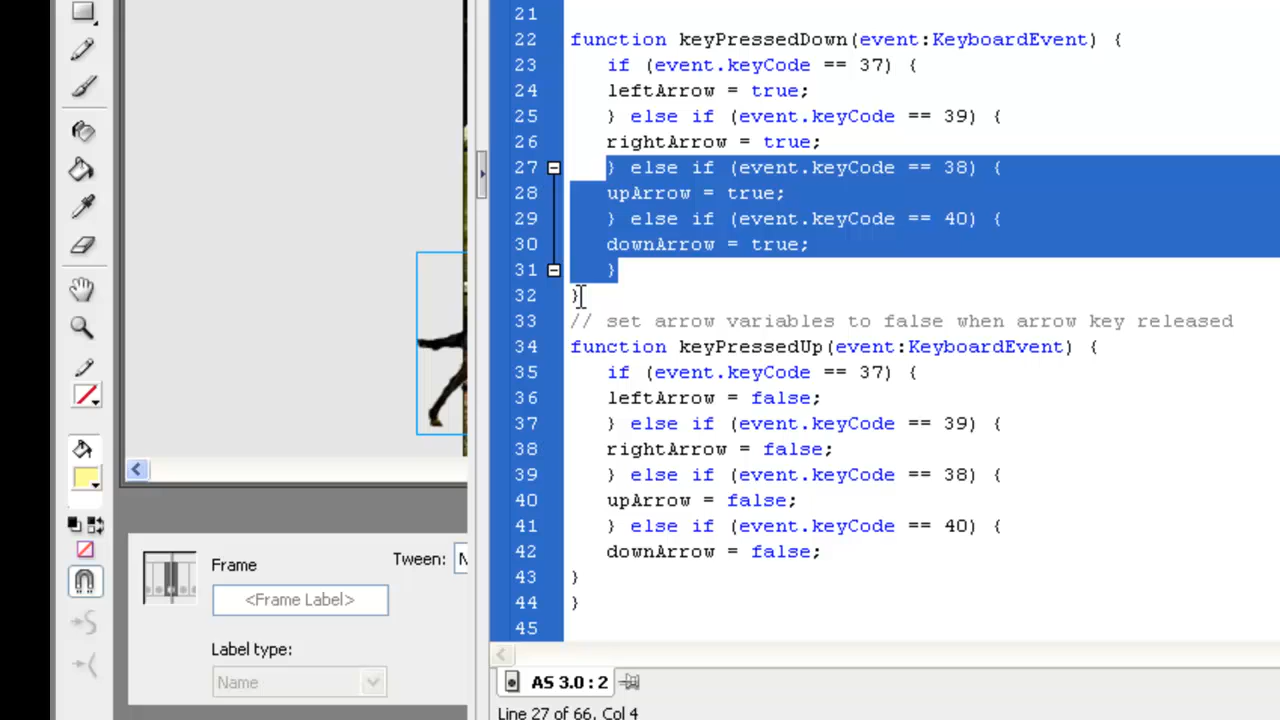 21
22 function keyPressedDown(event:KeyboardEvent) {
23 if (event.keyCode == 37) {
24 leftArrow = true;
25 } else if (event.keyCode == 39) {
26 rightArrow = true;
27 } else if (event.keyCode == 38) {
28 upArrow = true;
29 } else if (event.keyCode == 40) {
30 downArrow = true;
31 }
32 }
33 // set arrow variables to false when arrow key released
34 function keyPressedUp(event:KeyboardEvent) {
35 if (event.keyCode == 37) {
36 leftArrow = false;
37 } else if (event.keyCode == 39) {
38 rightArrow = false;
39 } else if (event.keyCode == 38) {
40 upArrow = false;
41 } else if (event.keyCode == 40) {
42 downArrow = false;
43 }
44 }
45
Frame
Tween: N
<Frame Label>
Label type:
Name
AS 3.0 : 2
Line 27 of 66, Col 4